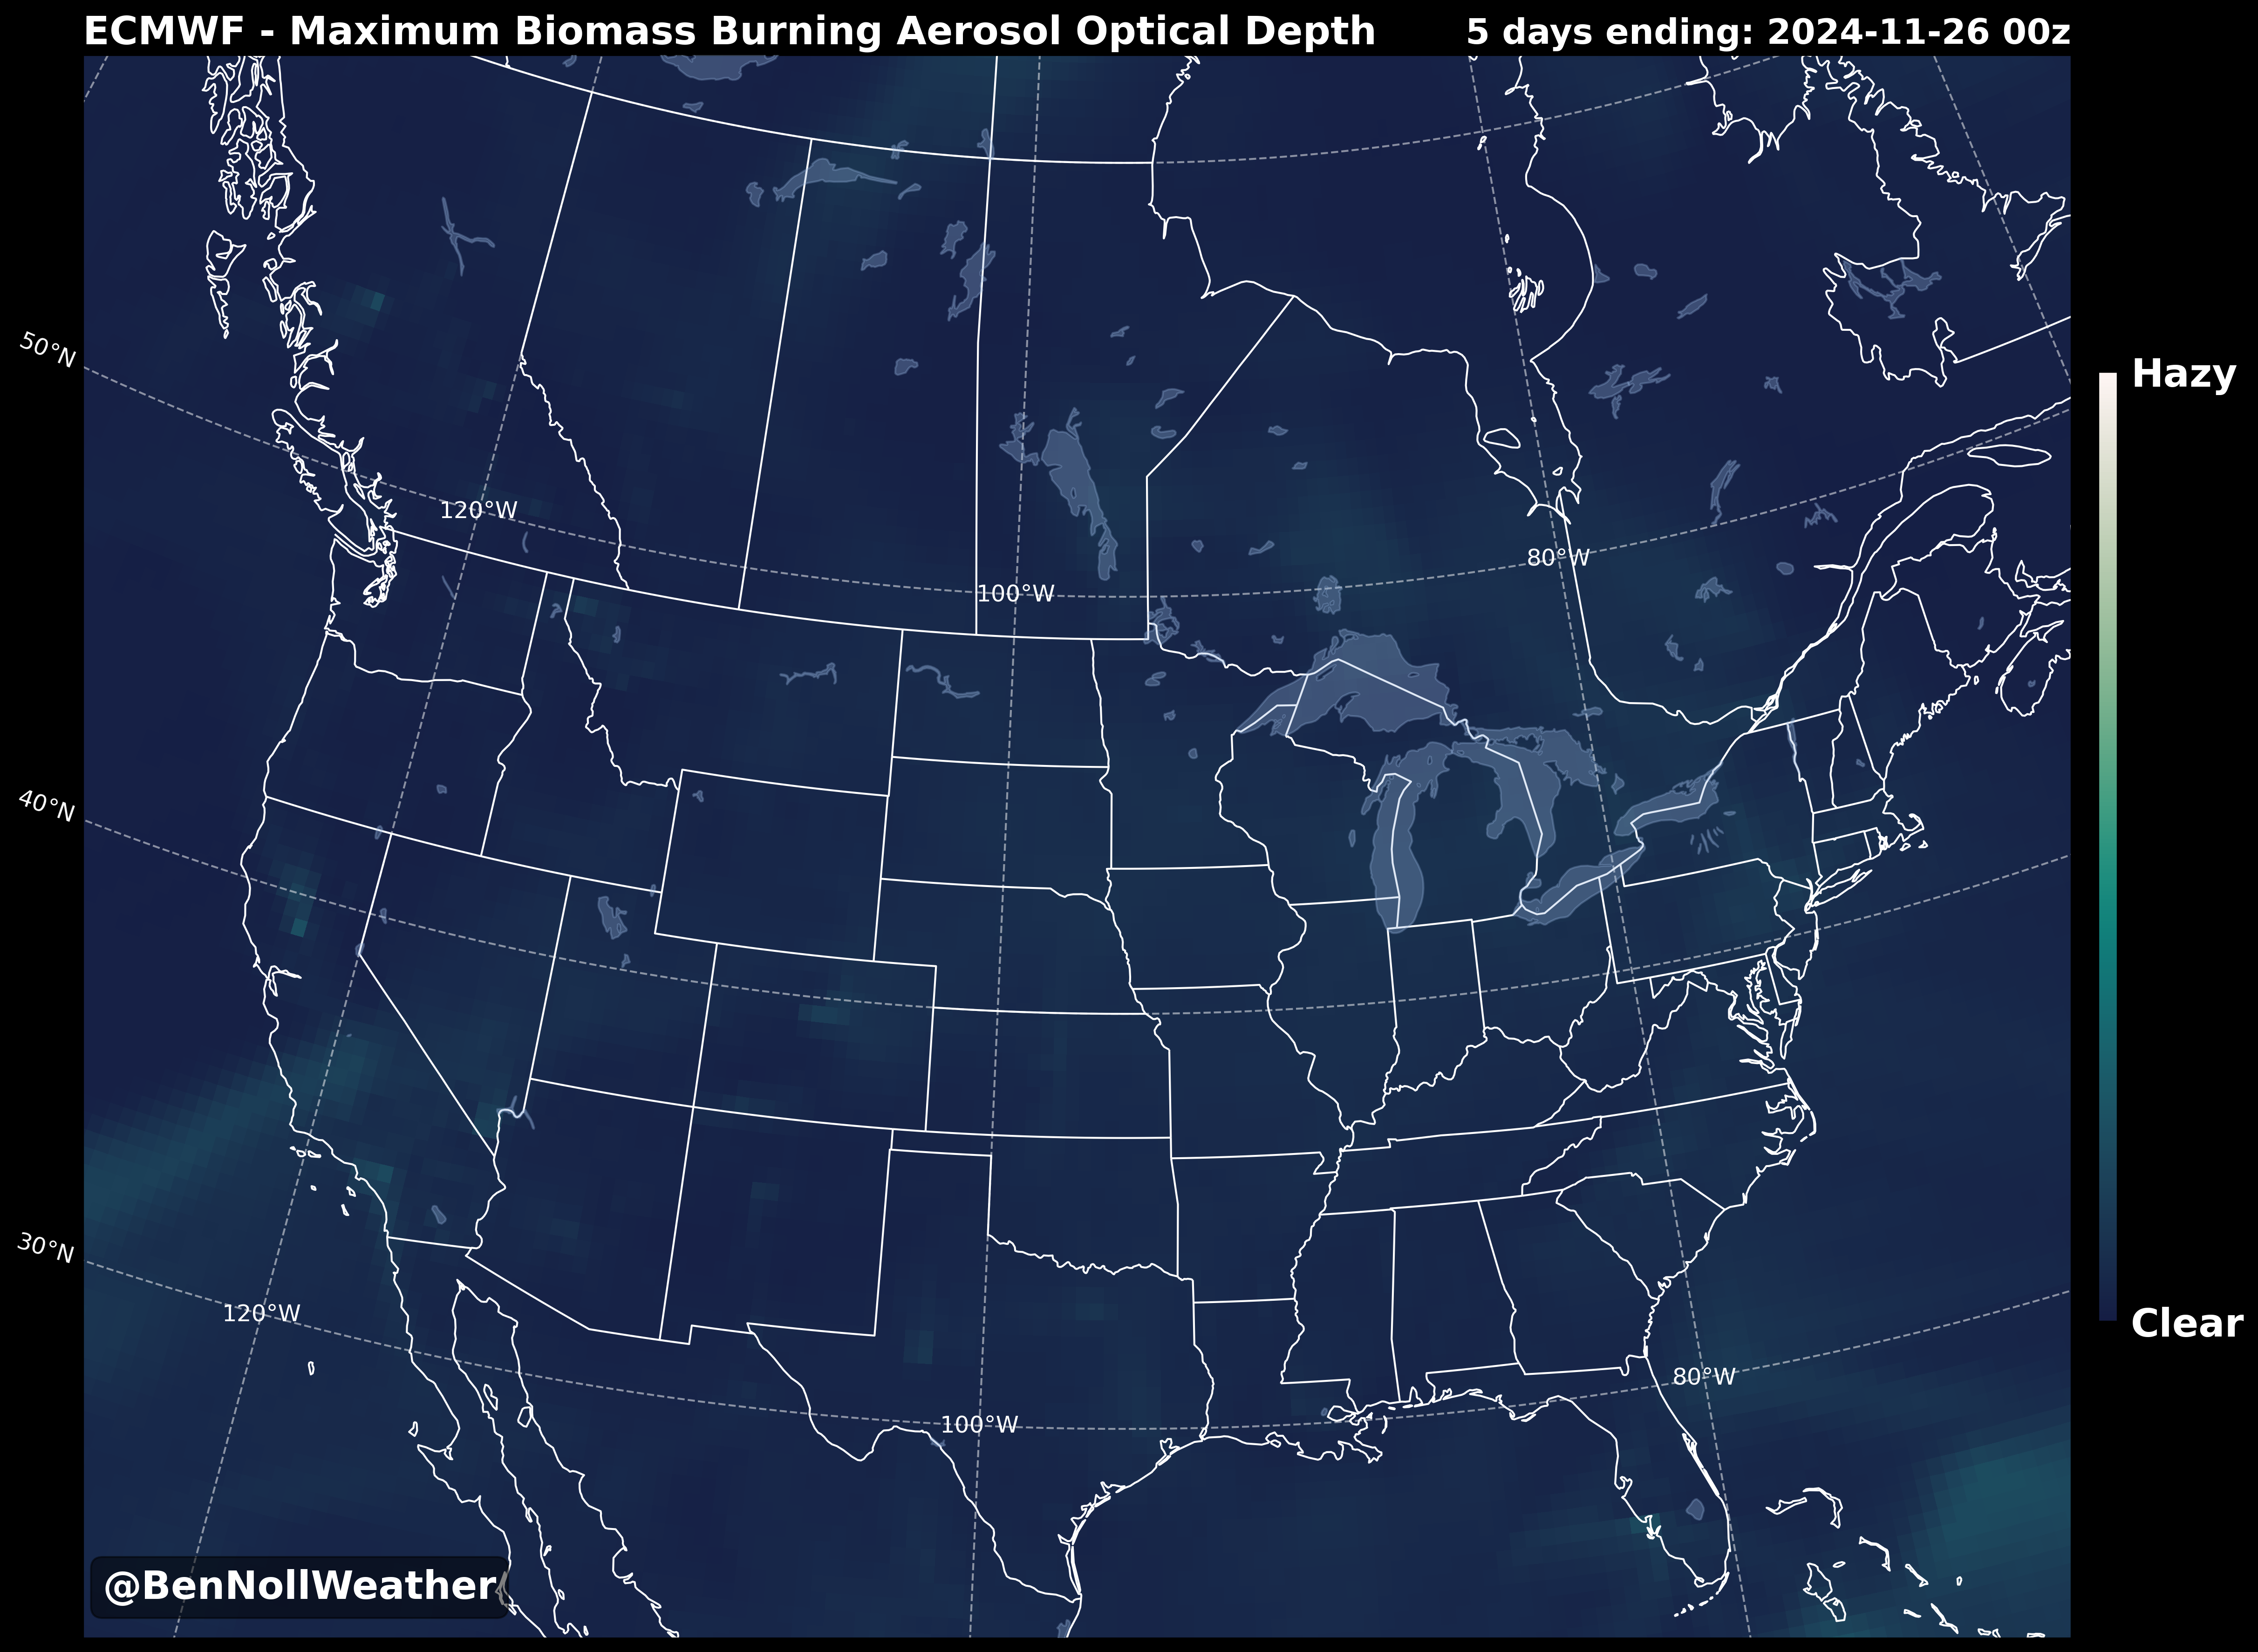 ECMWF - Maximum Biomass Burning Aerosol Optical Depth
5 days ending: 2024-11-26 00z
50°N
Hazy
120°W
80°W
100°W
40°N
30°N
120°W
Clear
80°W
100°W
@BenNollWeather